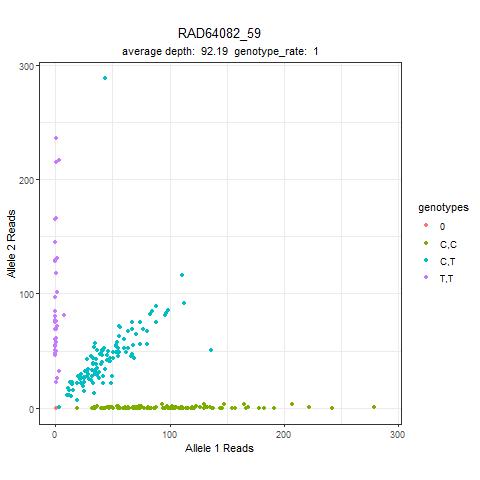 RAD64082_59
average depth: 92.19 genotype_rate: 1
300
200
100
0
Allele 2 Reads
0
100
200
300
Allele 1 Reads
genotypes
0
C,C
C,T
T,T